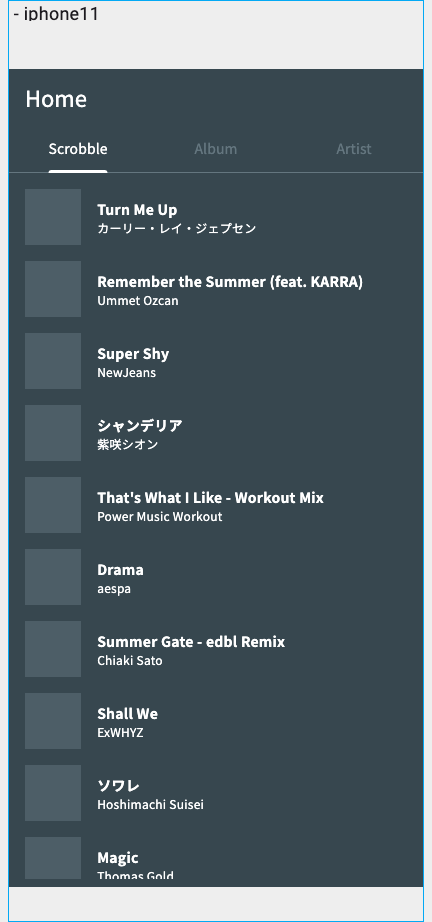 - iphone11
Home
Scrobble
Album
Artist
Turn Me Up
カーリー・レイ・ジェプセン
Remember the Summer (feat. KARRA)
Ummet Ozcan
Super Shy
NewJeans
シャンデリア
紫咲シオン
That's What I Like - Workout Mix
Power Music Workout
Drama
aespa
Summer Gate - edbl Remix
Chiaki Sato
Shall We
ExWHYZ
ソワレ
Hoshimachi Suisei
Magic
Thomas Gold